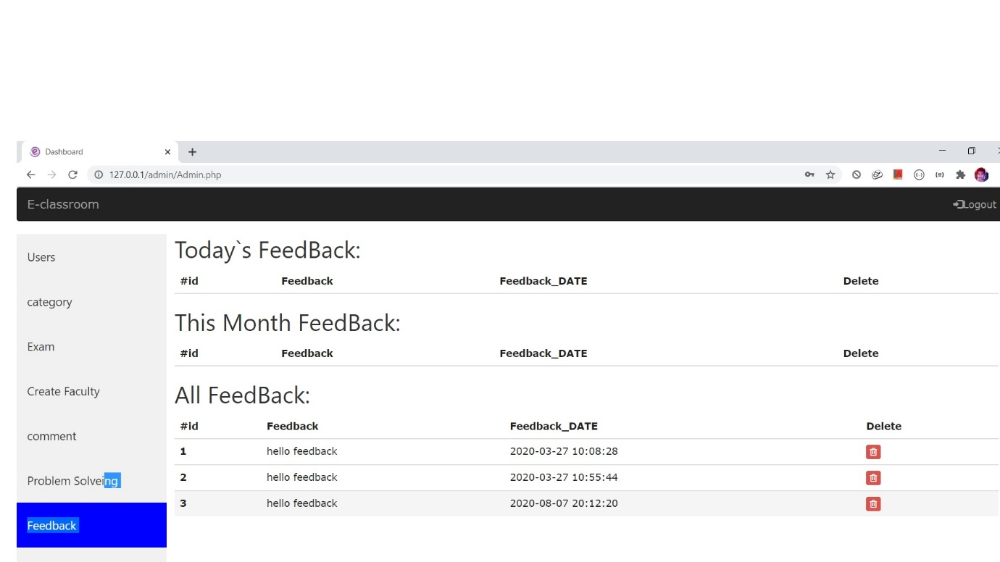 Dashboard
127.0.0.1/admin/Admin.php
E-classroom
Logout
Users
category
Exam
Create Faculty
comment
Problem Solveing
Feedback
Today`s FeedBack:
#id Feedback Feedback_DATE Delete
This Month FeedBack:
#id Feedback Feedback_DATE Delete
All FeedBack:
#id Feedback Feedback_DATE Delete
1 hello feedback 2020-03-27 10:08:28
2 hello feedback 2020-03-27 10:55:44
3 hello feedback 2020-08-07 20:12:20